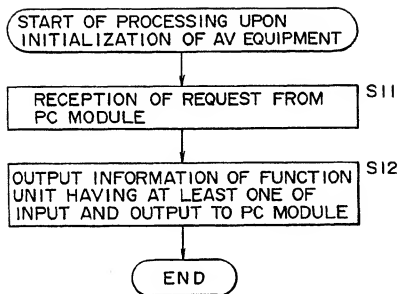 START OF PROCESSING UPON
INITIALIZATION OF AV EQUIPMENT
RECEPTION OF REQUEST FROM
PC MODULE
S11
OUTPUT INFORMATION OF FUNCTION
UNIT HAVING AT LEAST ONE OF
INPUT AND OUTPUT TO PC MODULE
S12
END